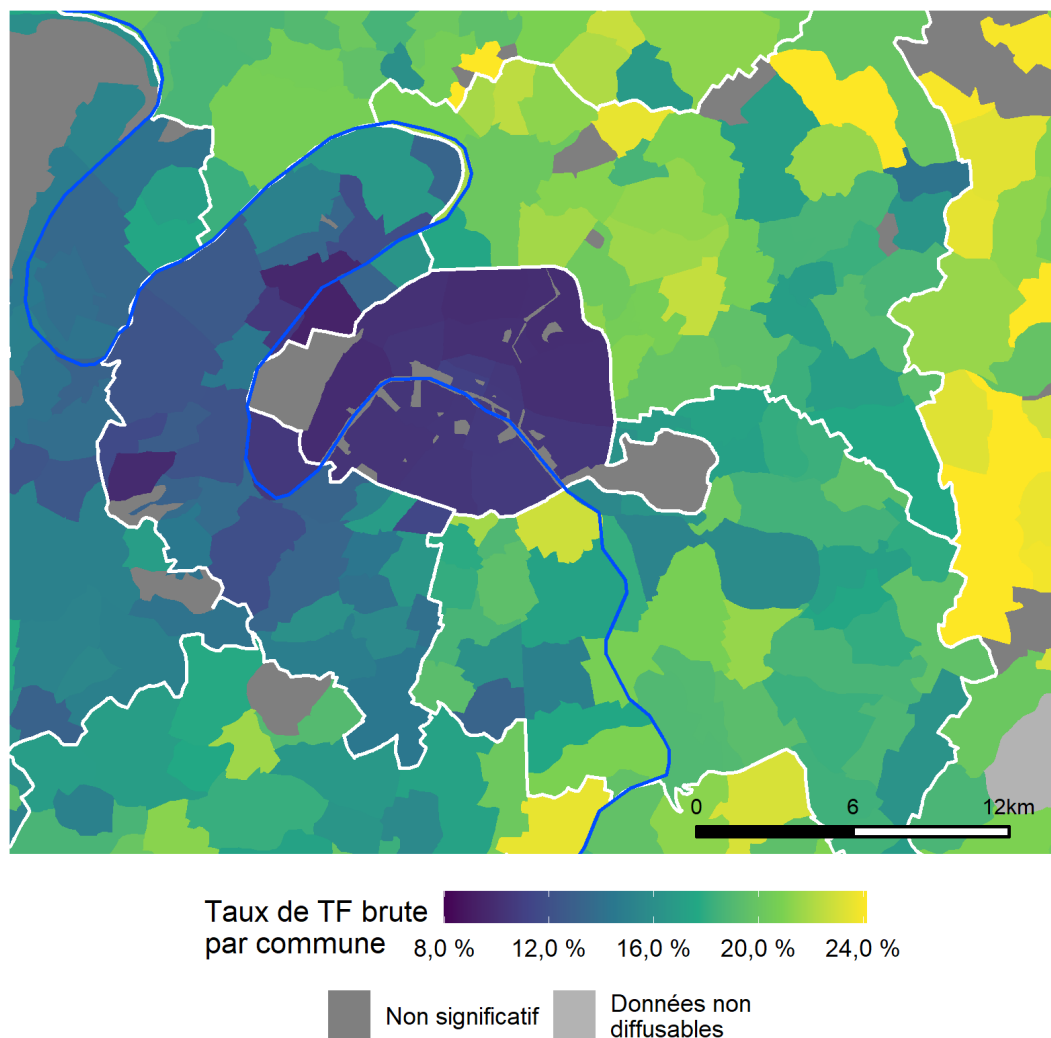 0 6 12km
Taux de TF brute
par commune
8,0 % 12,0 % 16,0 % 20,0 % 24,0 %
Non significatif
Données non
diffusables